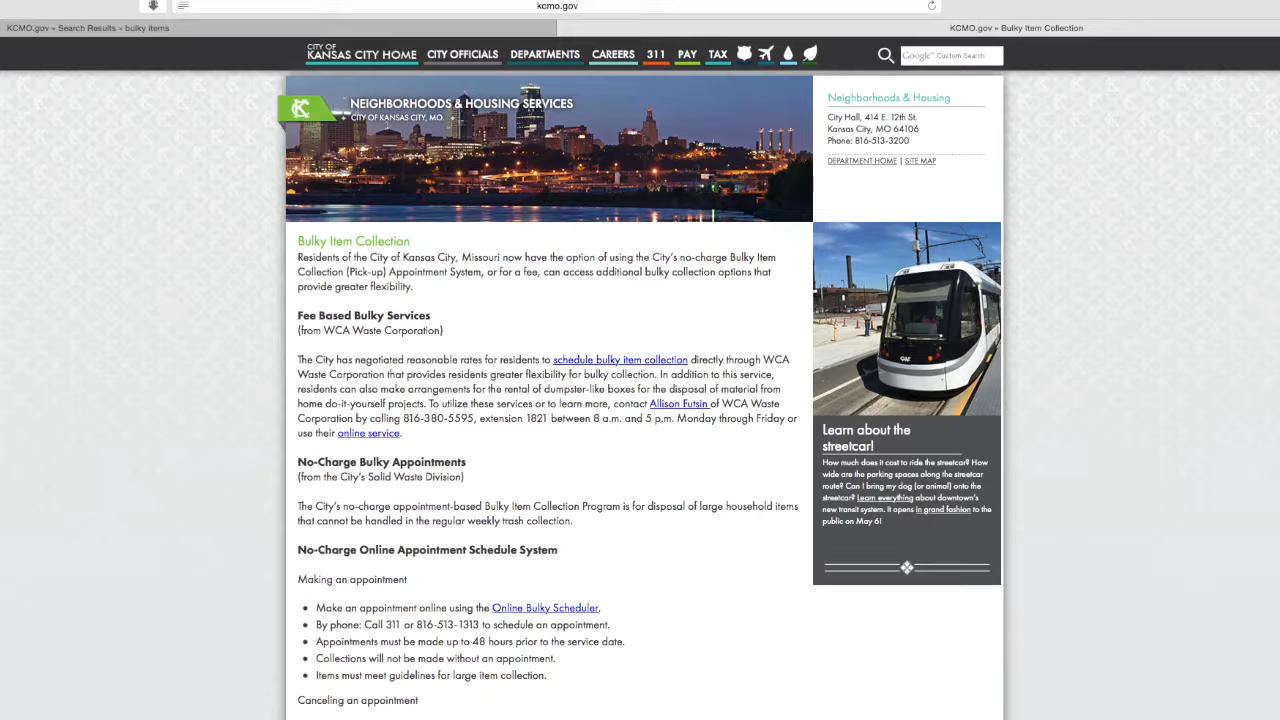 kcmo.gov
KCMO.gov » Search Results » bulky items
KCMO.gov » Bulky Item Collection
CITY OF
KANSAS CITY HOME CITY OFFICIALS DEPARTMENTS CAREERS 311 PAY TAX
Google™ Custom Search
KC
NEIGHBORHOODS & HOUSING SERVICES
CITY OF KANSAS CITY, MO.
Neighborhoods & Housing
City Hall, 414 E. 12th St.
Kansas City, MO 64106
Phone: 816-513-3200
DEPARTMENT HOME | SITE MAP
Bulky Item Collection
Residents of the City of Kansas City, Missouri now have the option of using the City's no-charge Bulky Item
Collection (Pick-up) Appointment System, or for a fee, can access additional bulky collection options that
provide greater flexibility.
Fee Based Bulky Services
(from WCA Waste Corporation)
The City has negotiated reasonable rates for residents to schedule bulky item collection directly through WCA
Waste Corporation that provides residents greater flexibility for bulky collection. In addition to this service,
residents can also make arrangements for the rental of dumpster-like boxes for the disposal of material from
home do-it-yourself projects. To utilize these services or to learn more, contact Allison Futsin of WCA Waste
Corporation by calling 816-380-5595, extension 1821 between 8 a.m. and 5 p.m. Monday through Friday or
use their online service.
No-Charge Bulky Appointments
(from the City's Solid Waste Division)
The City's no-charge appointment-based Bulky Item Collection Program is for disposal of large household items
that cannot be handled in the regular weekly trash collection.
No-Charge Online Appointment Schedule System
Making an appointment
• Make an appointment online using the Online Bulky Scheduler.
• By phone: Call 311 or 816-513-1313 to schedule an appointment.
• Appointments must be made up to 48 hours prior to the service date.
• Collections will not be made without an appointment.
• Items must meet guidelines for large item collection.
Canceling an appointment
Learn about the
streetcar!
How much does it cost to ride the streetcar? How
wide are the parking spaces along the streetcar
route? Can I bring my dog (or animal) onto the
streetcar? Learn everything about downtown's
new transit system. It opens in grand fashion to the
public on May 6!